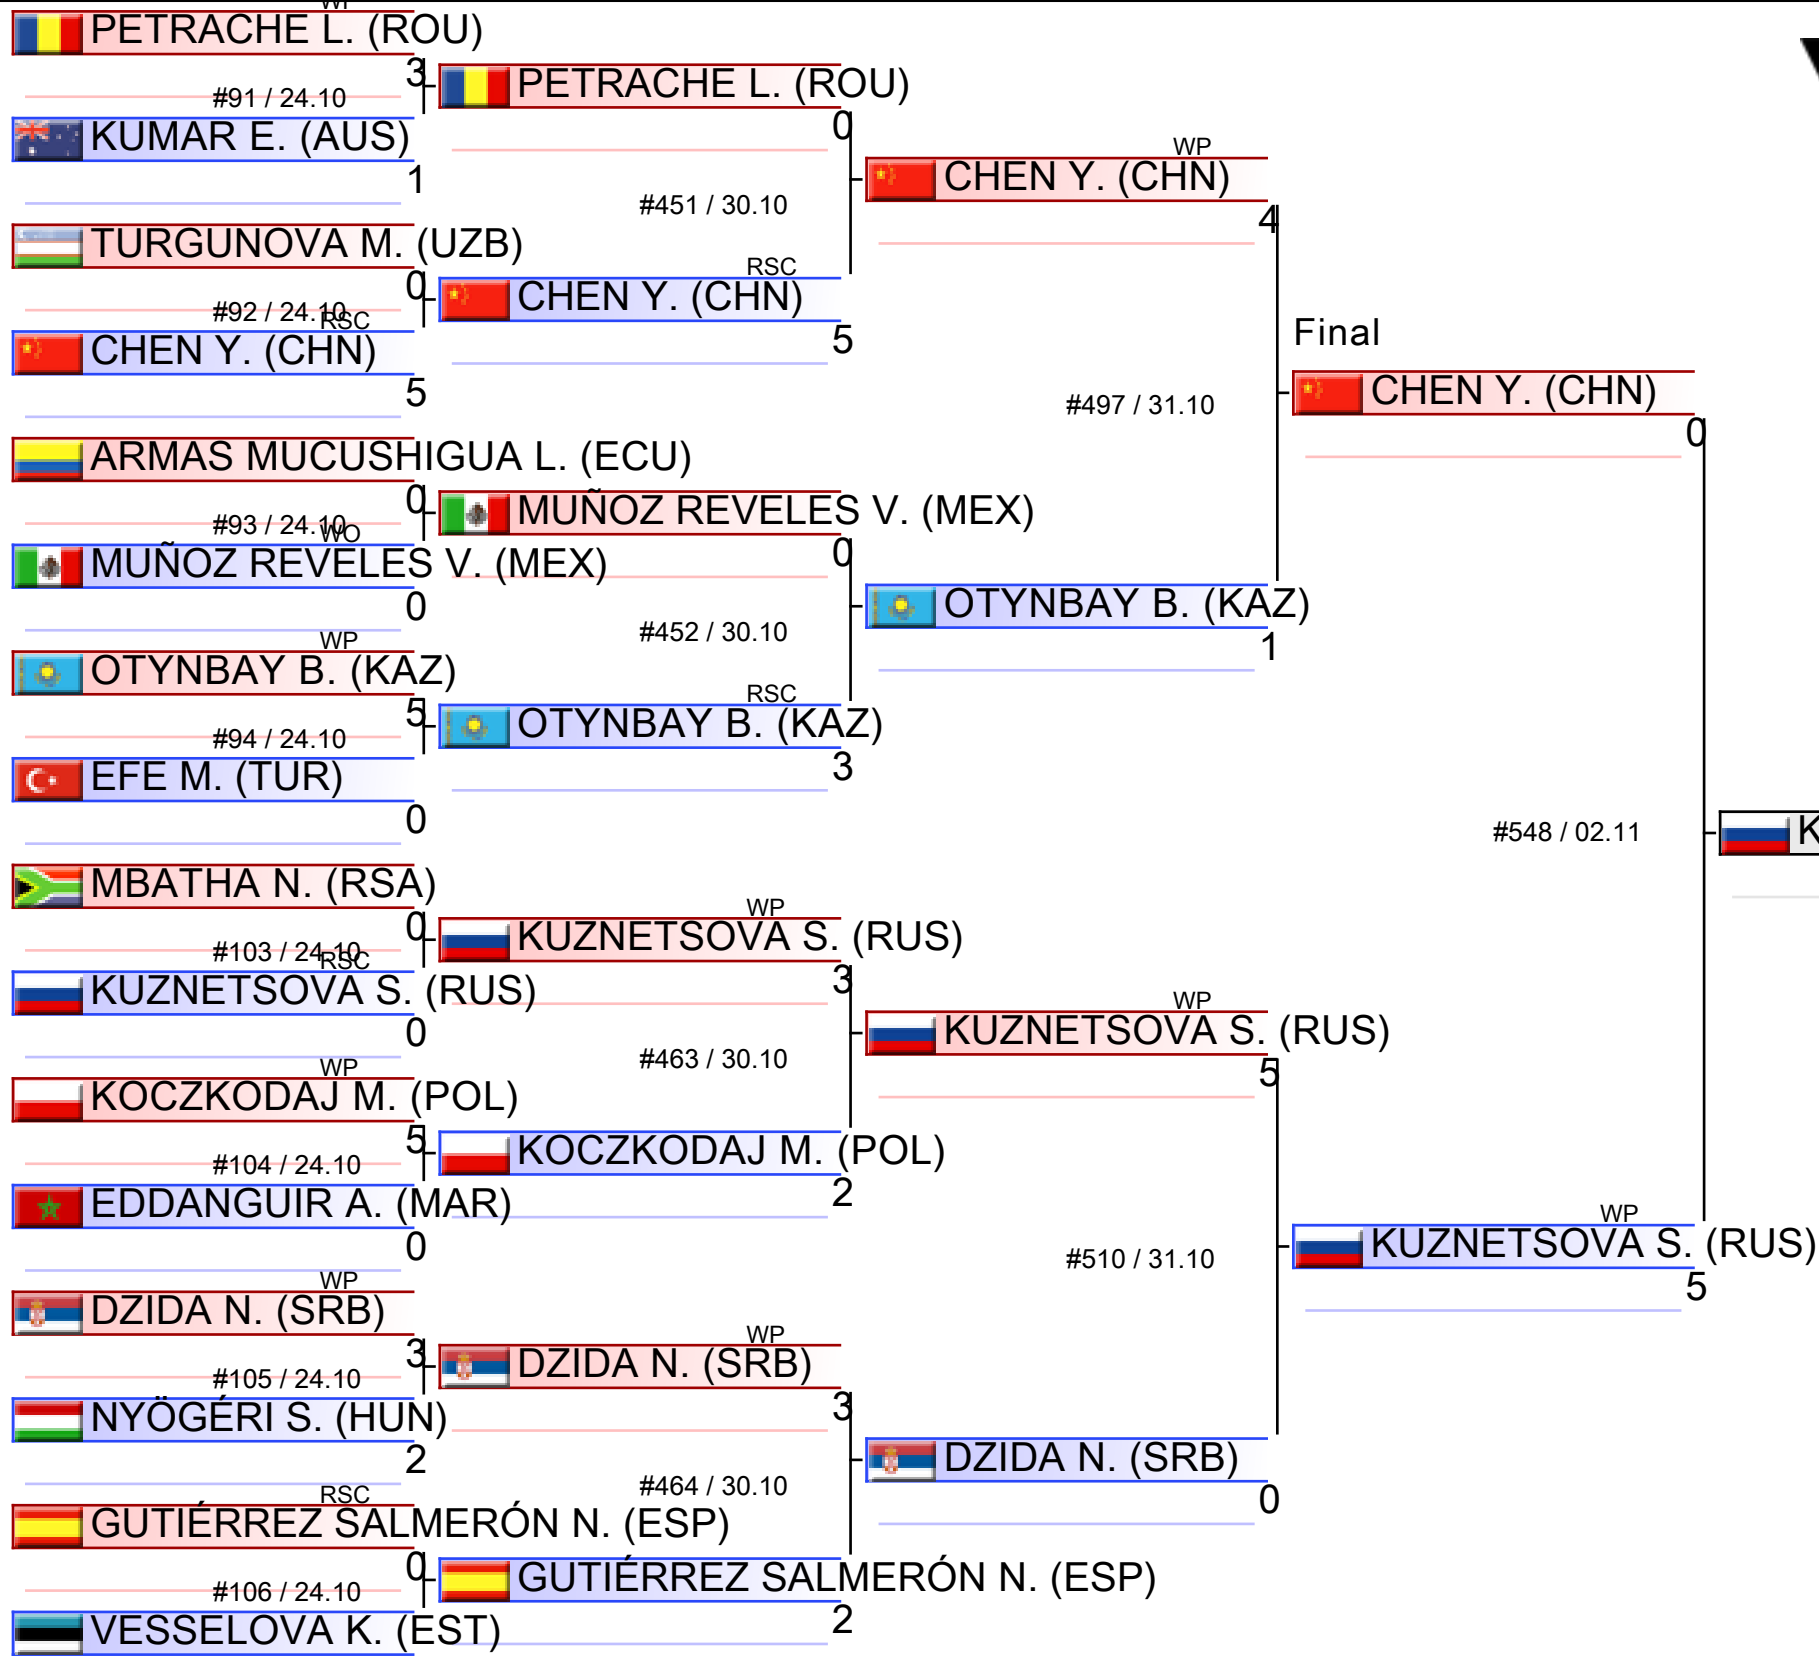 WP
PETRACHE L. (ROU)
3
#91 / 24.10
KUMAR E. (AUS)
1
TURGUNOVA M. (UZB)
0
#92 / 24.10
RSC
CHEN Y. (CHN)
5
ARMAS MUCUSHIGUA L. (ECU)
0
#93 / 24.10
WO
MUÑOZ REVELES V. (MEX)
0
WP
OTYNBAY B. (KAZ)
5
#94 / 24.10
EFE M. (TUR)
0
MBATHA N. (RSA)
0
#103 / 24.10
RSC
KUZNETSOVA S. (RUS)
0
WP
KOCZKODAJ M. (POL)
5
#104 / 24.10
EDDANGUIR A. (MAR)
0
WP
DZIDA N. (SRB)
3
#105 / 24.10
NYÖGÉRI S. (HUN)
2
RSC
GUTIÉRREZ SALMERÓN N. (ESP)
0
#106 / 24.10
VESSELOVA K. (EST)
PETRACHE L. (ROU)
0
#451 / 30.10
RSC
CHEN Y. (CHN)
5
MUÑOZ REVELES V. (MEX)
0
#452 / 30.10
RSC
OTYNBAY B. (KAZ)
3
WP
KUZNETSOVA S. (RUS)
3
#463 / 30.10
KOCZKODAJ M. (POL)
2
WP
DZIDA N. (SRB)
3
#464 / 30.10
GUTIÉRREZ SALMERÓN N. (ESP)
2
WP
CHEN Y. (CHN)
4
#497 / 31.10
OTYNBAY B. (KAZ)
1
WP
KUZNETSOVA S. (RUS)
5
#510 / 31.10
DZIDA N. (SRB)
0
Final
CHEN Y. (CHN)
0
#548 / 02.11
WP
KUZNETSOVA S. (RUS)
5
K